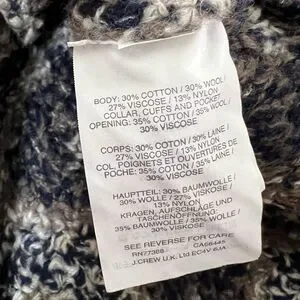 BODY: 30% COTTON / 30% WOOL /
27% VISCOSE / 13% NYLON
COLLAR, CUFFS AND POCKET
OPENING: 35% COTTON / 35% WOOL /
30% VISCOSE
CORPS: 30% COTON / 30% LAINE /
27% VISCOSE / 13% NYLON
COL, POIGNETS ET OUVERTURES DE
POCHE: 35% COTON / 35% LAINE /
30% VISCOSE
HAUPTTEIL: 30% BAUMWOLLE /
30% WOLLE / 27% VISKOSE /
13% NYLON
KRAGEN, AUFSCHLÄGE UND
TASCHENÖFFNUNG:
35% BAUMWOLLE / 35% WOLLE /
30% VISKOSE
SEE REVERSE FOR CARE
RN77388 CA56445
J.CREW U.K. Ltd EC4V 6JA